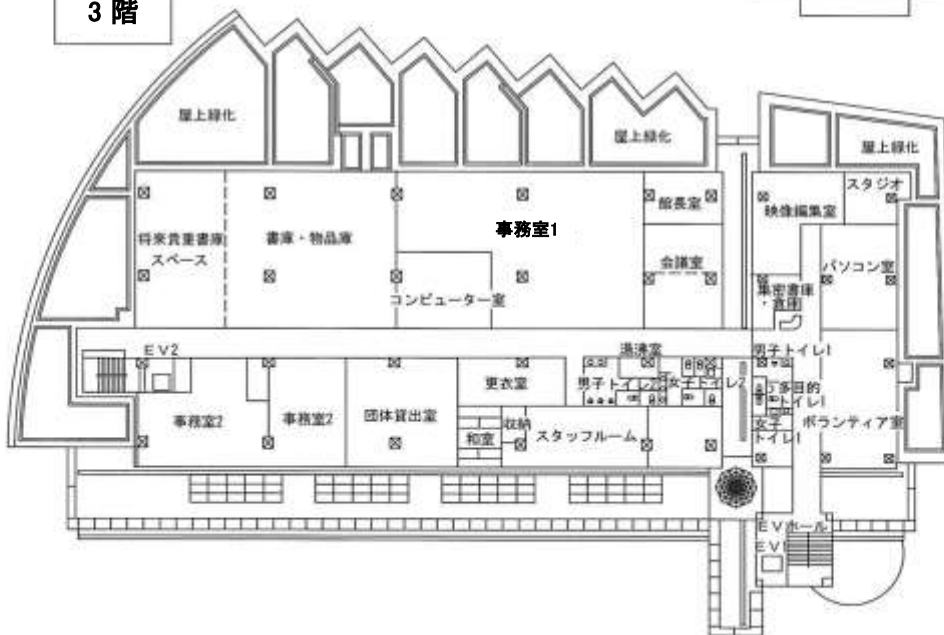 3 階
屋上緑化
屋上緑化
屋上緑化
スタジオ
館長室
映像編集室
事務室1
将来貴重書庫
スペース
書庫・物品庫
会議室
パソコン室
コンピューター室
集密書庫
・倉庫
EV2
湯沸室
男子トイレ1
更衣室
男子トイレ2
女子トイレ2
多目的
トイレ1
事務室2
事務室2
団体貸出室
収納
和室
スタッフルーム
女子
トイレ1
ボランティア室
EVホール
EV1